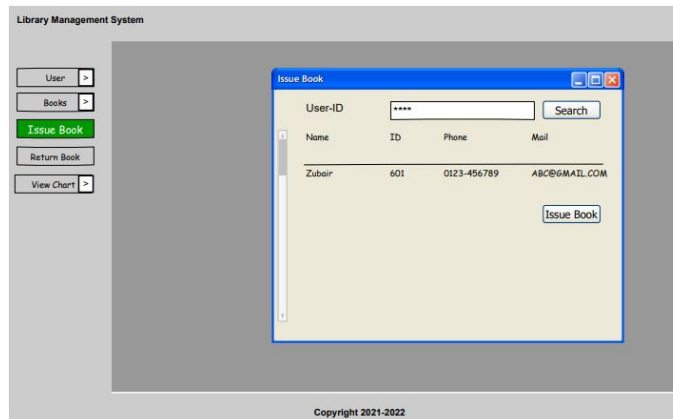 Library Management System
User >
Books >
Issue Book
Return Book
View Chart >
Issue Book
User-ID **** Search
Name ID Phone Mail
Zubair 601 0123-456789 ABC@GMAIL.COM
Issue Book
Copyright 2021-2022